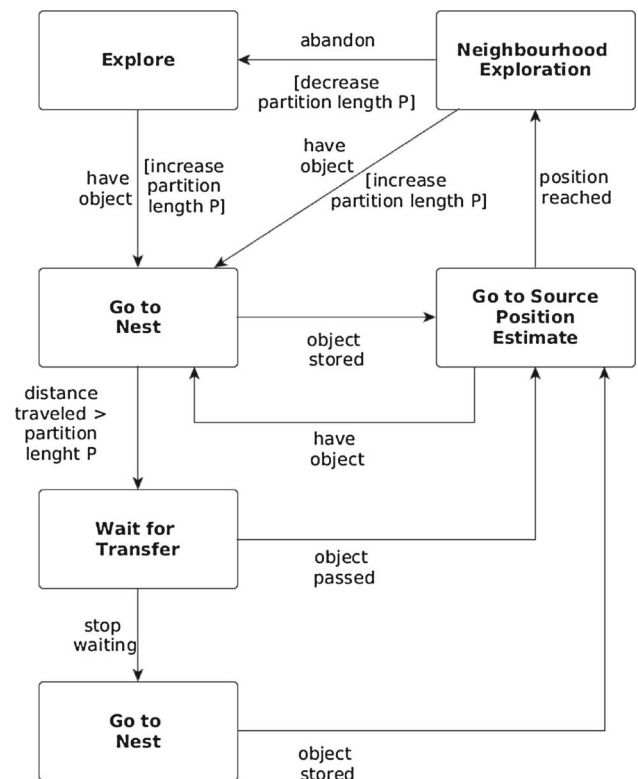 Explore
abandon
Neighbourhood
Exploration
[decrease
partition length P]
have
object
[increase
partition
length P]
have
object
[increase
partition length P]
position
reached
Go to
Nest
object
stored
Go to Source
Position
Estimate
distance
traveled >
partition
lenght P
have
object
Wait for
Transfer
object
passed
stop
waiting
Go to
Nest
object
stored